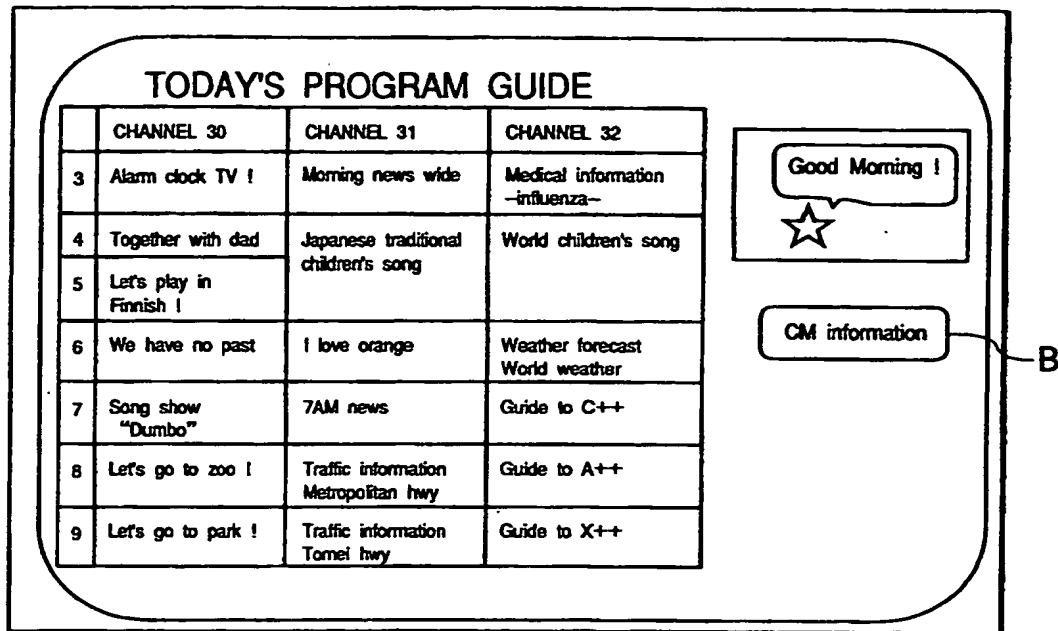 TODAY'S PROGRAM GUIDE
CHANNEL 30 CHANNEL 31 CHANNEL 32
3 Alarm clock TV ! Morning news wide Medical information
–influenza–
4 Together with dad Japanese traditional World children's song
children's song
5 Let's play in
Finnish !
6 We have no past I love orange Weather forecast
World weather
7 Song show 7AM news Guide to C++
"Dumbo"
8 Let's go to zoo ! Traffic information Guide to A++
Metropolitan hwy
9 Let's go to park ! Traffic information Guide to X++
Tomei hwy
Good Morning !
CM information
B